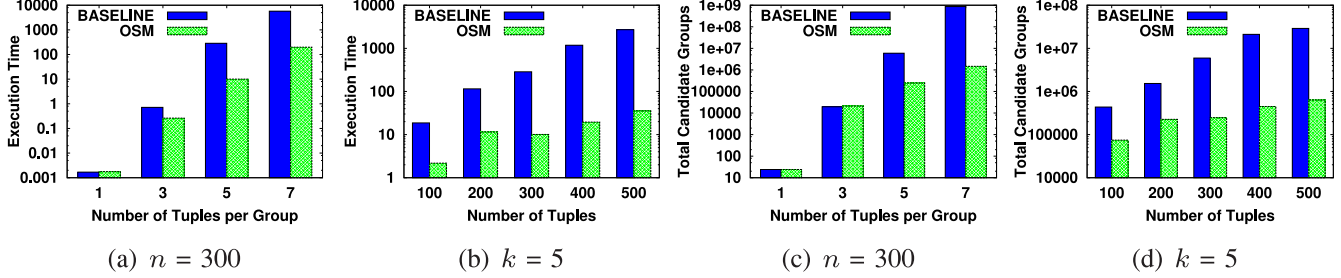 BASELINE
OSM
Execution Time
10000
1000
100
10
1
0.1
0.01
0.001
1 3 5 7
Number of Tuples per Group
(a) n = 300
BASELINE
OSM
Execution Time
10000
1000
100
10
1
100 200 300 400 500
Number of Tuples
(b) k = 5
BASELINE
OSM
Total Candidate Groups
1e+09
1e+08
1e+07
1e+06
100000
10000
1000
100
10
1 3 5 7
Number of Tuples per Group
(c) n = 300
BASELINE
OSM
Total Candidate Groups
1e+08
1e+07
1e+06
100000
10000
100 200 300 400 500
Number of Tuples
(d) k = 5